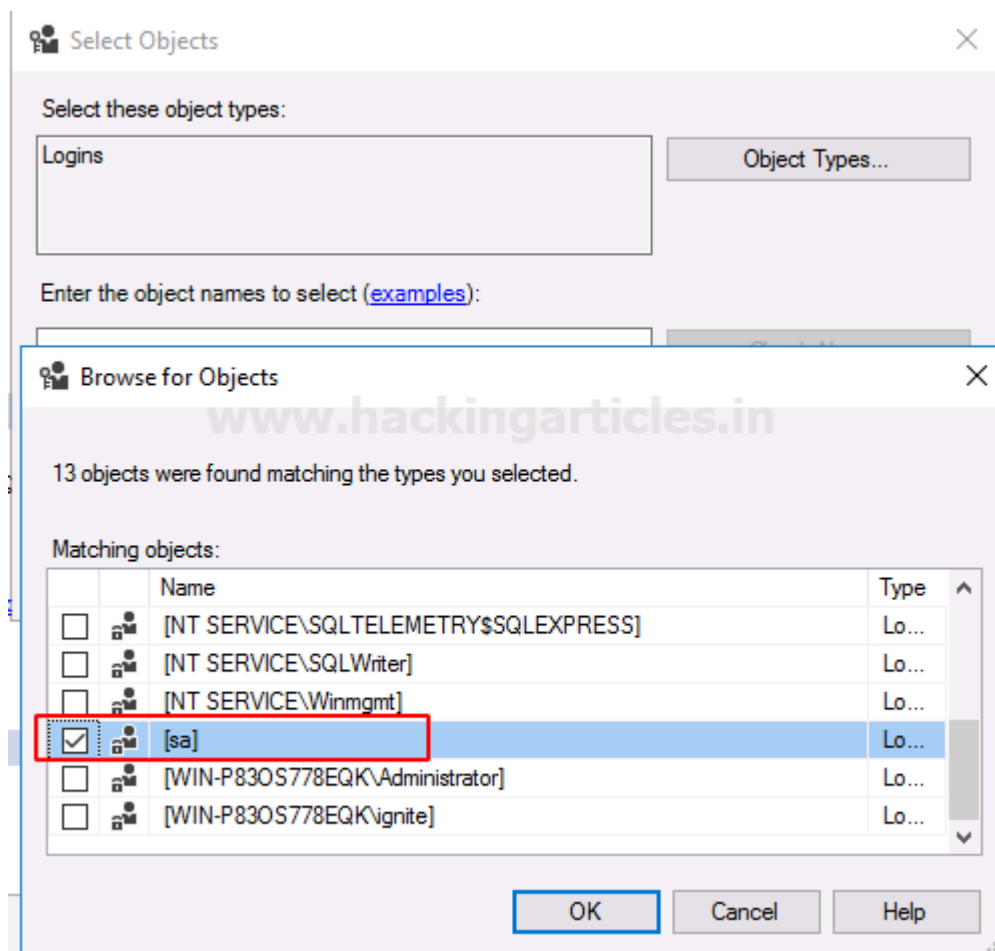 Select Objects
Select these object types:
Logins
Object Types...
Enter the object names to select (examples):
Browse for Objects
www.hackingarticles.in
13 objects were found matching the types you selected.
Matching objects:
Name Type
[NT SERVICE\SQLTELEMETRY$SQLEXPRESS] Lo...
[NT SERVICE\SQLWriter] Lo...
[NT SERVICE\Winmgmt] Lo...
[sa] Lo...
[WIN-P83OS778EQK\Administrator] Lo...
[WIN-P83OS778EQK\ignite] Lo...
OK Cancel Help